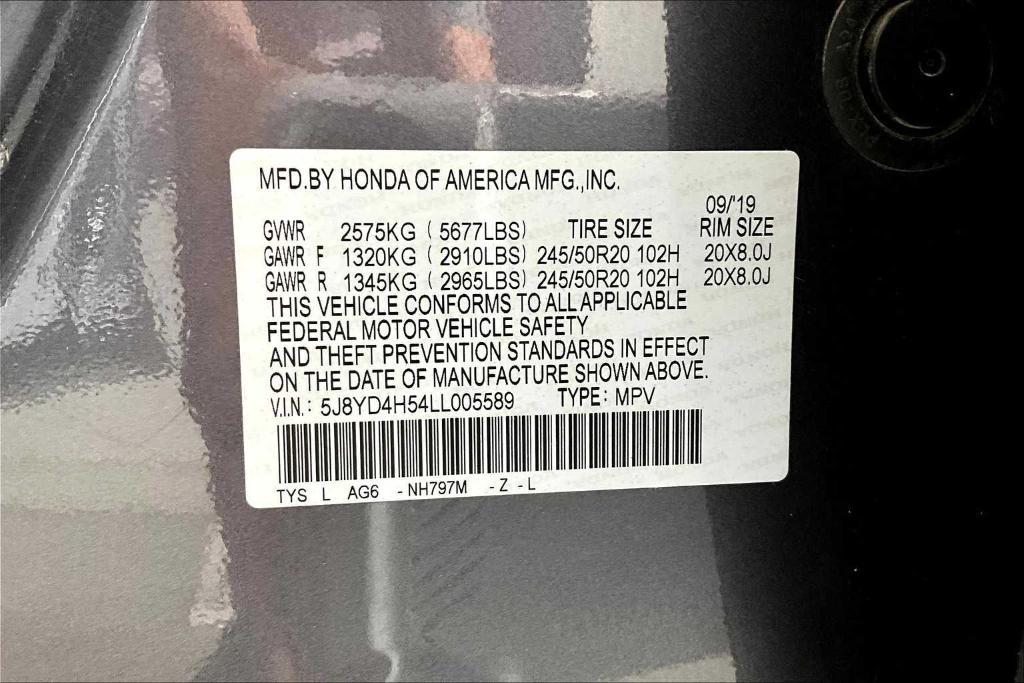 MFD.BY HONDA OF AMERICA MFG.,INC.
09/'19
GVWR 2575KG ( 5677LBS) TIRE SIZE RIM SIZE
GAWR F 1320KG ( 2910LBS) 245/50R20 102H 20X8.0J
GAWR R 1345KG ( 2965LBS) 245/50R20 102H 20X8.0J
THIS VEHICLE CONFORMS TO ALL APPLICABLE
FEDERAL MOTOR VEHICLE SAFETY
AND THEFT PREVENTION STANDARDS IN EFFECT
ON THE DATE OF MANUFACTURE SHOWN ABOVE.
V.I.N.: 5J8YD4H54LL005589 TYPE: MPV
TYS L AG6 -NH797M -Z -L